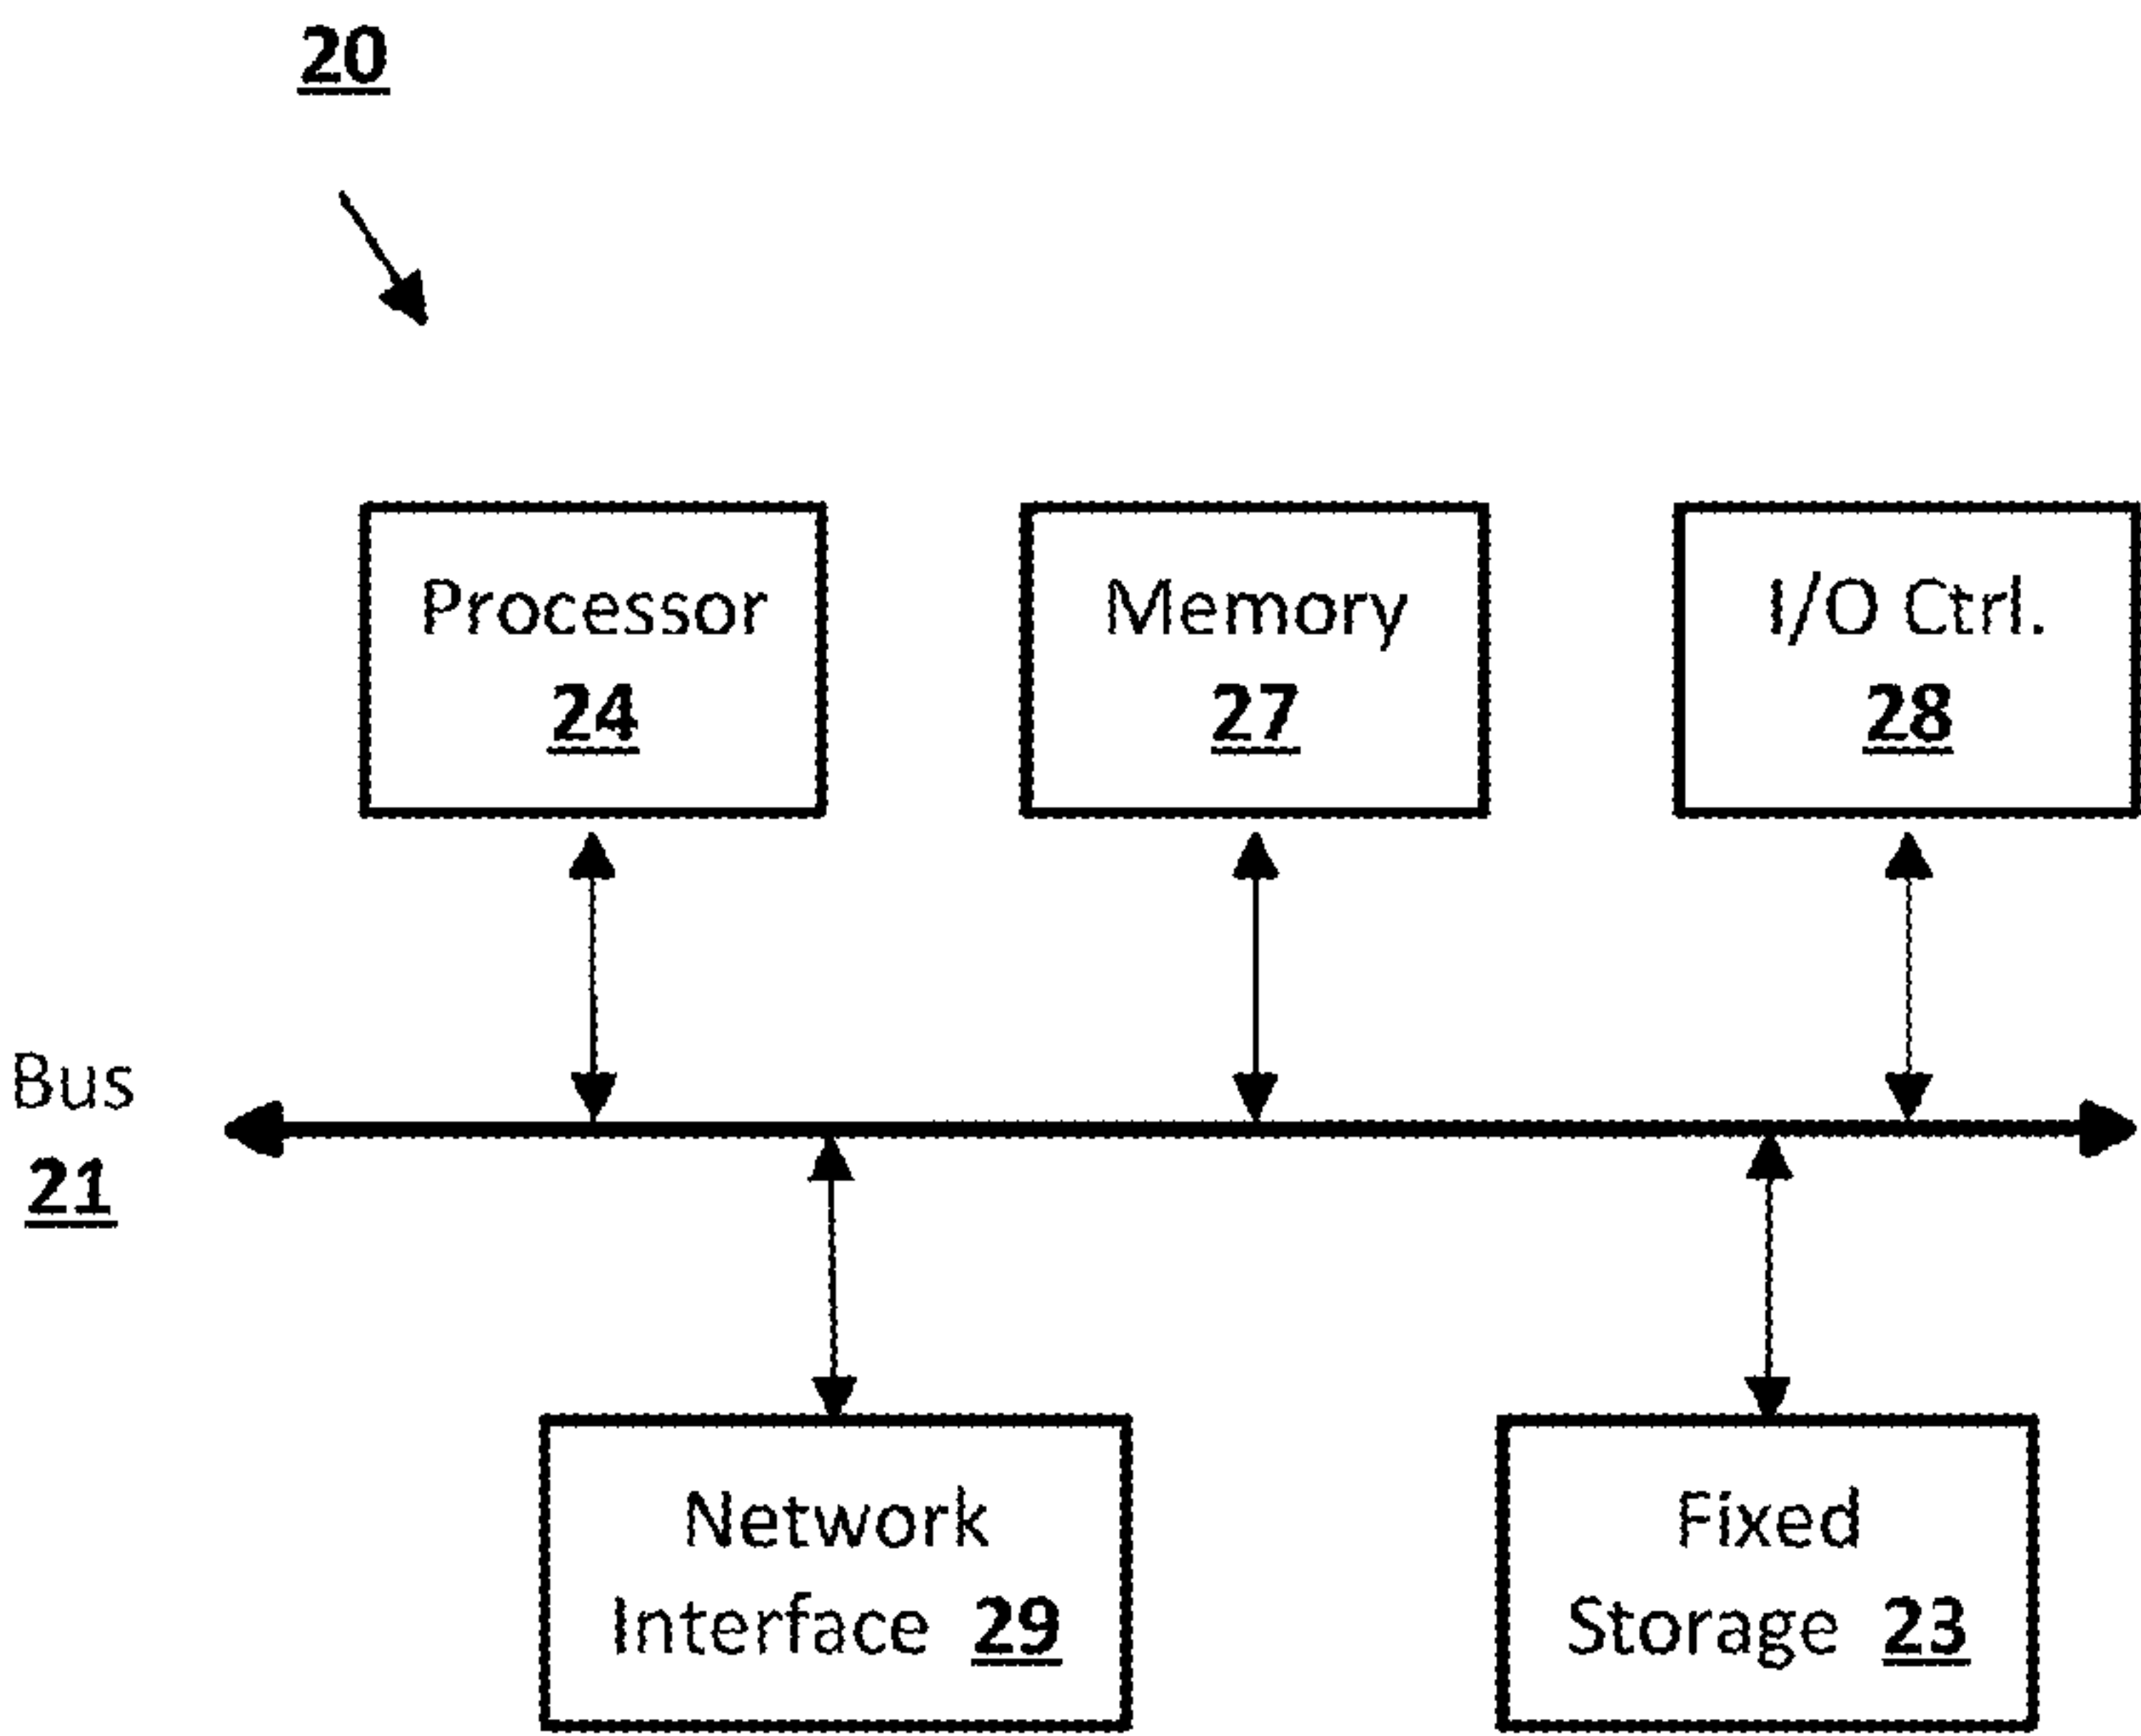 20
Processor
24
Memory
27
I/O Ctrl.
28
Bus
21
Network
Interface 29
Fixed
Storage 23